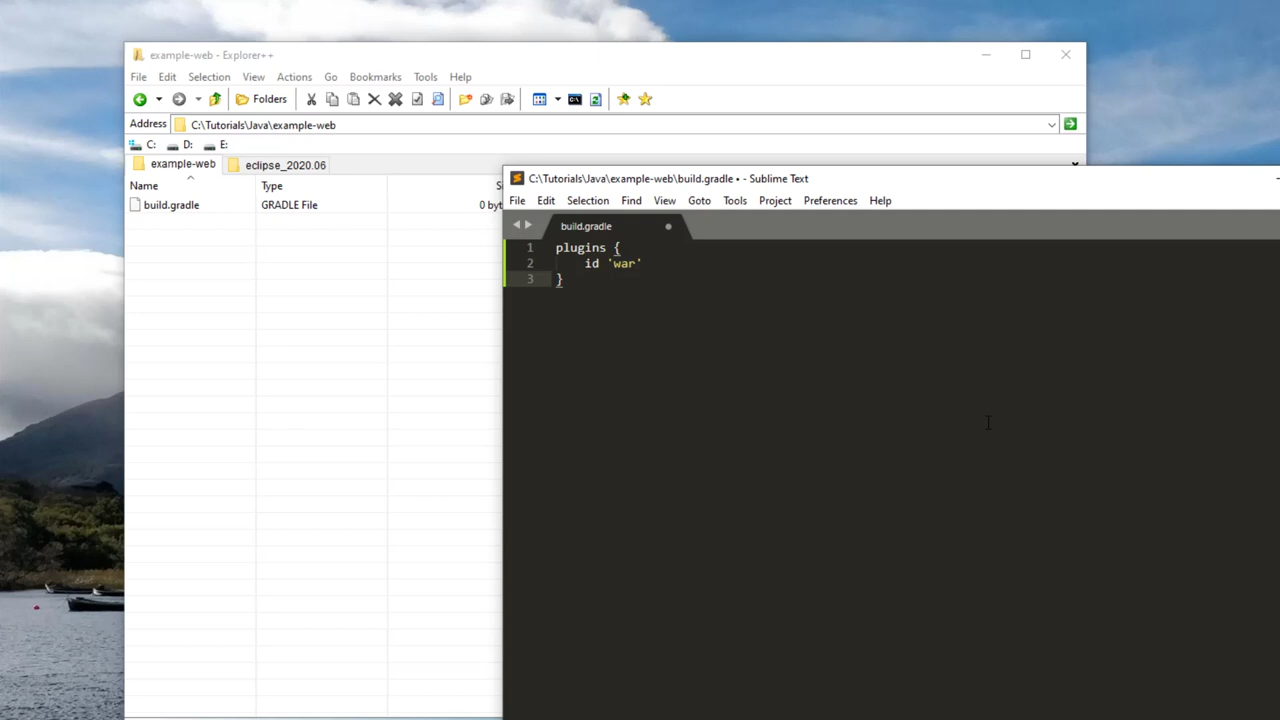 example-web - Explorer++
File Edit Selection View Actions Go Bookmarks Tools Help
Folders
Address C:\Tutorials\Java\example-web
C: D: E:
example-web eclipse_2020.06
Name Type
build.gradle GRADLE File 0 byt
C:\Tutorials\Java\example-web\build.gradle • - Sublime Text
File Edit Selection Find View Goto Tools Project Preferences Help
build.gradle
1 plugins {
2 id 'war'
3 }